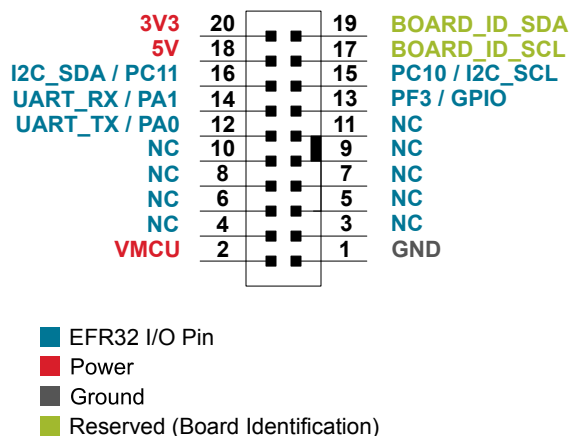 3V3 20 19 BOARD_ID_SDA
5V 18 17 BOARD_ID_SCL
I2C_SDA / PC11 16 15 PC10 / I2C_SCL
UART_RX / PA1 14 13 PF3 / GPIO
UART_TX / PA0 12 11 NC
NC 10 9 NC
NC 8 7 NC
NC 6 5 NC
NC 4 3 NC
VMCU 2 1 GND
EFR32 I/O Pin
Power
Ground
Reserved (Board Identification)